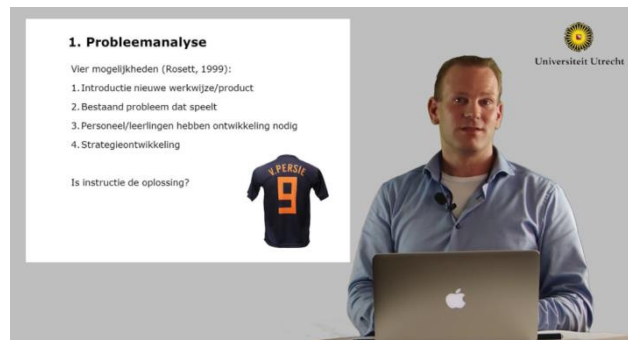 1. Probleemanalyse
Vier mogelijkheden (Rosett, 1999):
1. Introductie nieuwe werkwijze/product
2. Bestaand probleem dat speelt
3. Personeel/leerlingen hebben ontwikkeling nodig
4. Strategieontwikkeling
Is instructie de oplossing?
V.PERSIE
9
Universiteit Utrecht